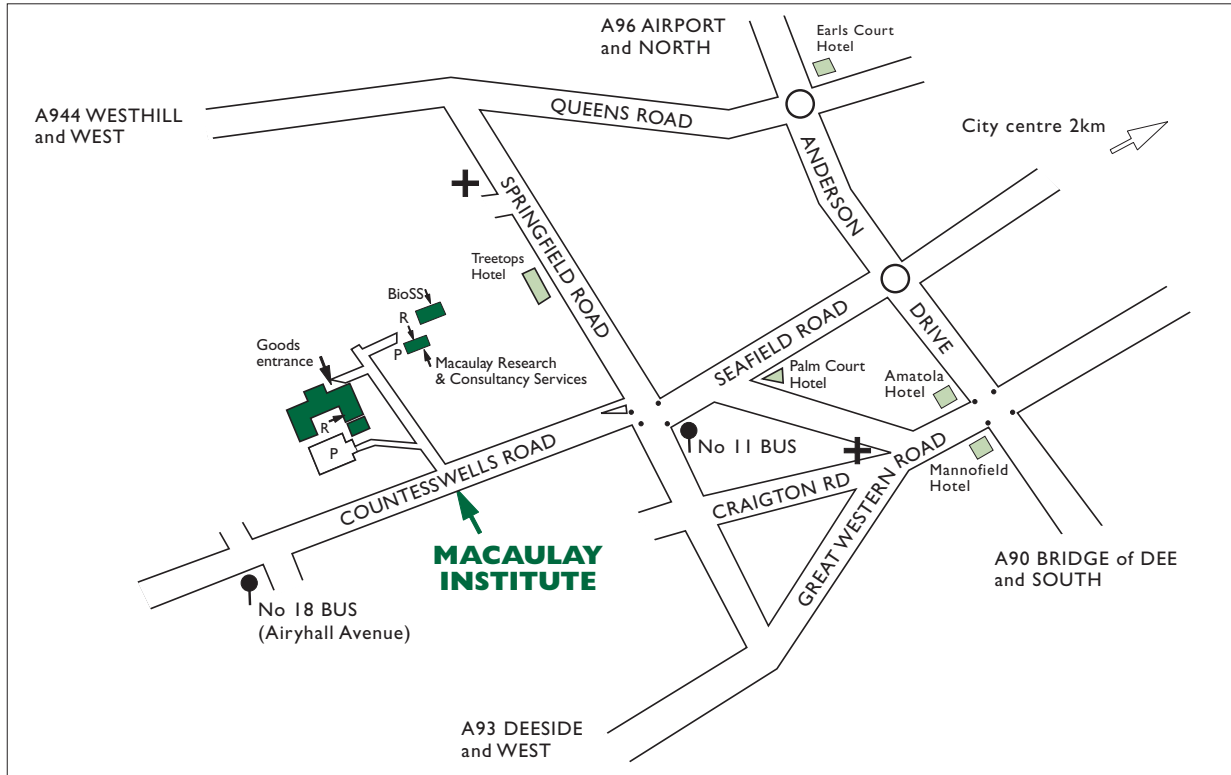 A96 AIRPORT
and NORTH
Earls Court
Hotel
A944 WESTHILL
and WEST
QUEENS ROAD
City centre 2km
ANDERSON
DRIVE
SPRINGFIELD ROAD
Treetops
Hotel
BioSS
R
P
Macaulay Research
& Consultancy Services
Goods
entrance
R
P
SEAFIELD ROAD
Palm Court
Hotel
Amatola
Hotel
No 11 BUS
Mannofield
Hotel
COUNTESSWELLS ROAD
CRAIGTON RD
GREAT WESTERN ROAD
MACAULAY
INSTITUTE
A90 BRIDGE of DEE
and SOUTH
No 18 BUS
(Airyhall Avenue)
A93 DEESIDE
and WEST